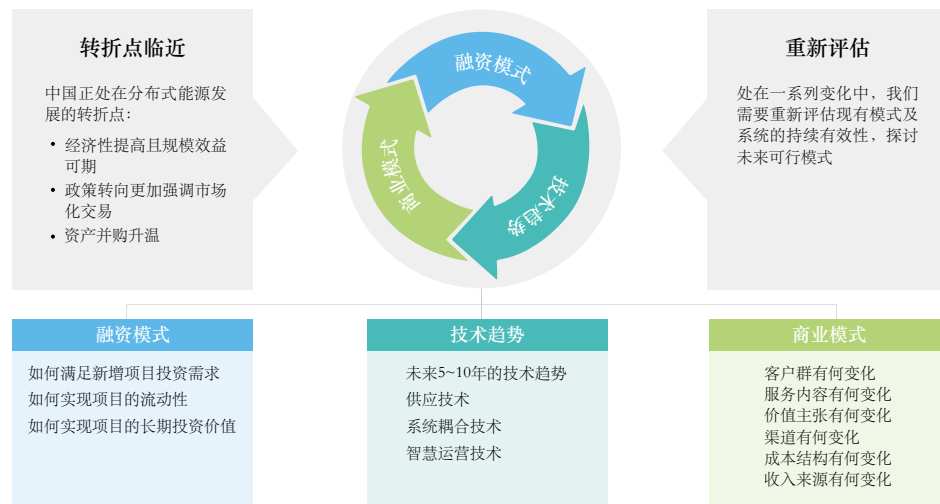 转折点临近
中国正处在分布式能源发
展的转折点：
• 经济性提高且规模效益
可期
• 政策转向更加强调市场
化交易
• 资产并购升温
融资模式
技术趋势
商业模式
重新评估
处在一系列变化中，我们
需要重新评估现有模式及
系统的持续有效性，探讨
未来可行模式
融资模式
如何满足新增项目投资需求
如何实现项目的流动性
如何实现项目的长期投资价值
技术趋势
未来5~10年的技术趋势
供应技术
系统耦合技术
智慧运营技术
商业模式
客户群有何变化
服务内容有何变化
价值主张有何变化
渠道有何变化
成本结构有何变化
收入来源有何变化